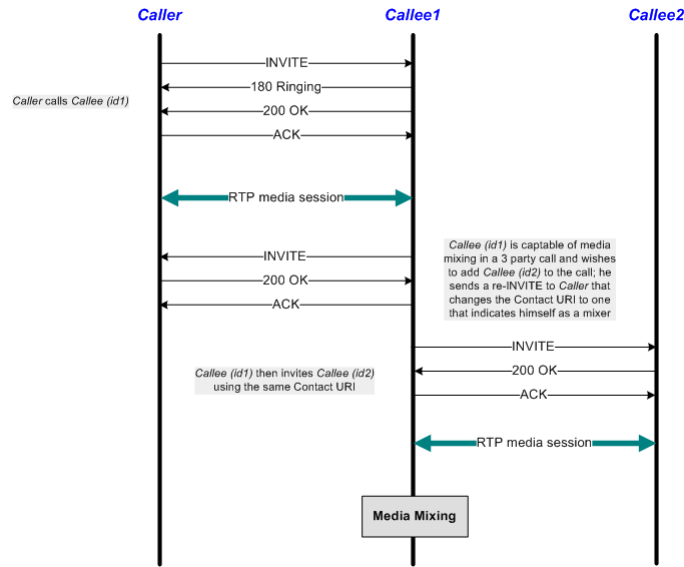 Caller
Callee1
Callee2
INVITE
180 Ringing
Caller calls Callee (id1)
200 OK
ACK
RTP media session
INVITE
200 OK
ACK
Callee (id1) is captable of media
mixing in a 3 party call and wishes
to add Callee (id2) to the call; he
sends a re-INVITE to Caller that
changes the Contact URI to one
that indicates himself as a mixer
INVITE
200 OK
ACK
Callee (id1) then invites Callee (id2)
using the same Contact URI
RTP media session
Media Mixing